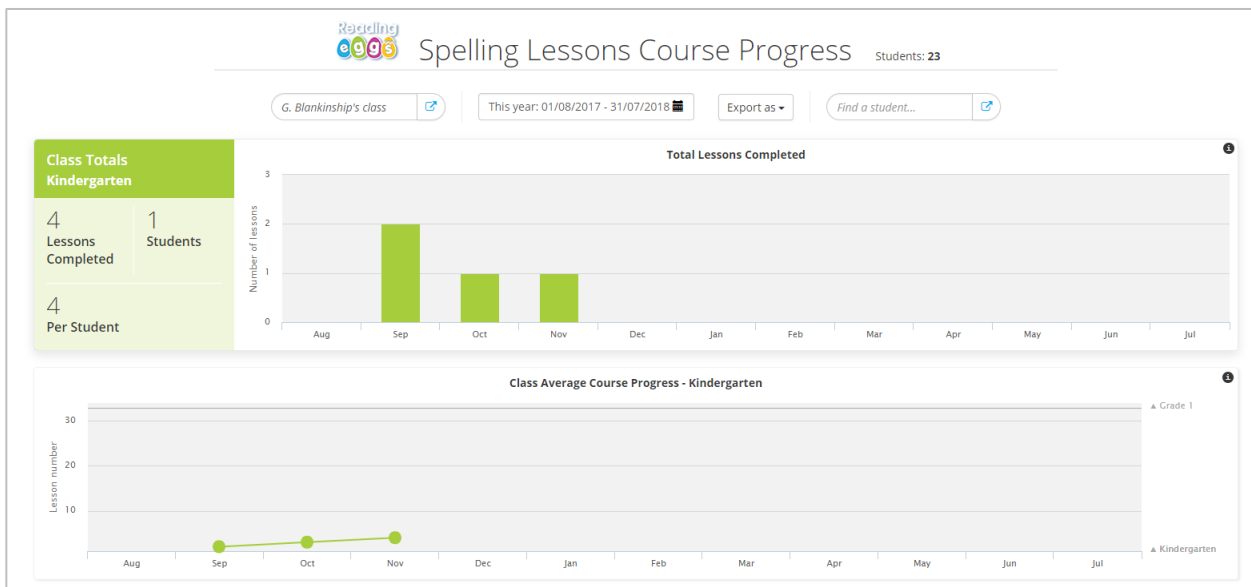 Reading
eggs
Spelling Lessons Course Progress
Students: 23
G. Blankinship's class
This year: 01/08/2017 - 31/07/2018
Export as
Find a student...
Class Totals
Kindergarten
4
Lessons
Completed
1
Students
4
Per Student
Total Lessons Completed
Number of lessons
3
2
1
0
Aug Sep Oct Nov Dec Jan Feb Mar Apr May Jun Jul
Class Average Course Progress - Kindergarten
Lesson number
30
20
10
▲ Grade 1
▲ Kindergarten
Aug Sep Oct Nov Dec Jan Feb Mar Apr May Jun Jul